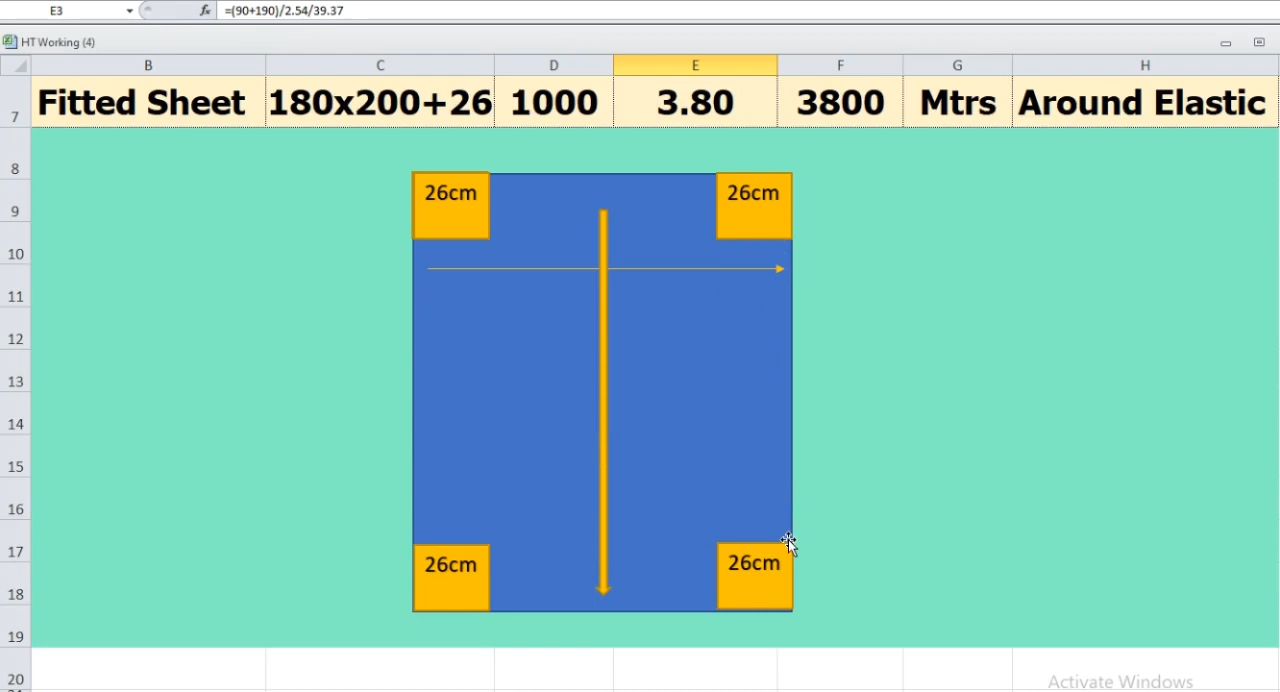 E3 fx =(90+190)/2.54/39.37
HT Working (4)
B C D E F G H
7 Fitted Sheet 180x200+26 1000 3.80 3800 Mtrs Around Elastic
8
26cm 26cm
9
10
11
12
13
14
15
16
17
26cm 26cm
18
19
20
Activate Windows